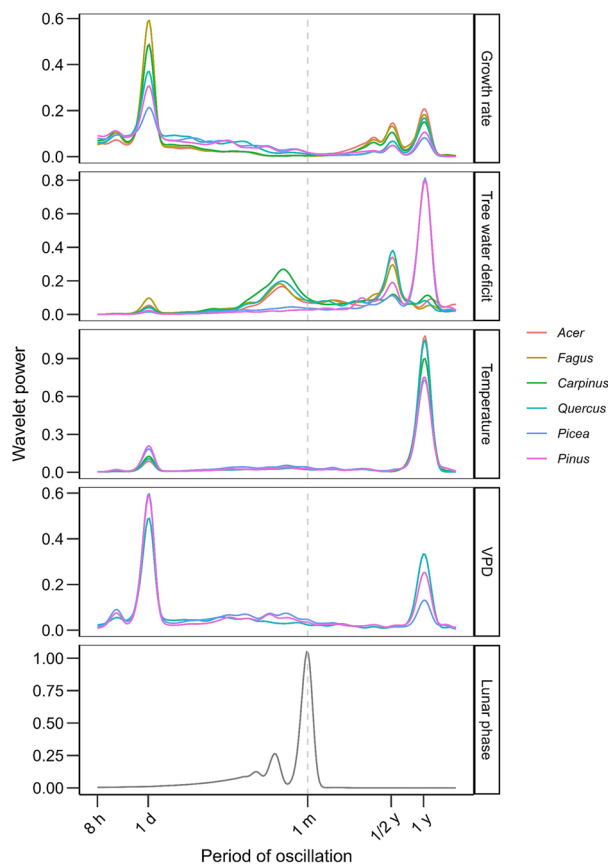 0.6
0.4
0.2
0.0
Growth rate
0.8
0.6
0.4
0.2
0.0
Tree water deficit
0.9
0.6
0.3
0.0
Temperature
0.6
0.4
0.2
0.0
VPD
1.00
0.75
0.50
0.25
0.00
Lunar phase
Wavelet power
8 h
1 d
1 m
1/2 y
1 y
Period of oscillation
Acer
Fagus
Carpinus
Quercus
Picea
Pinus